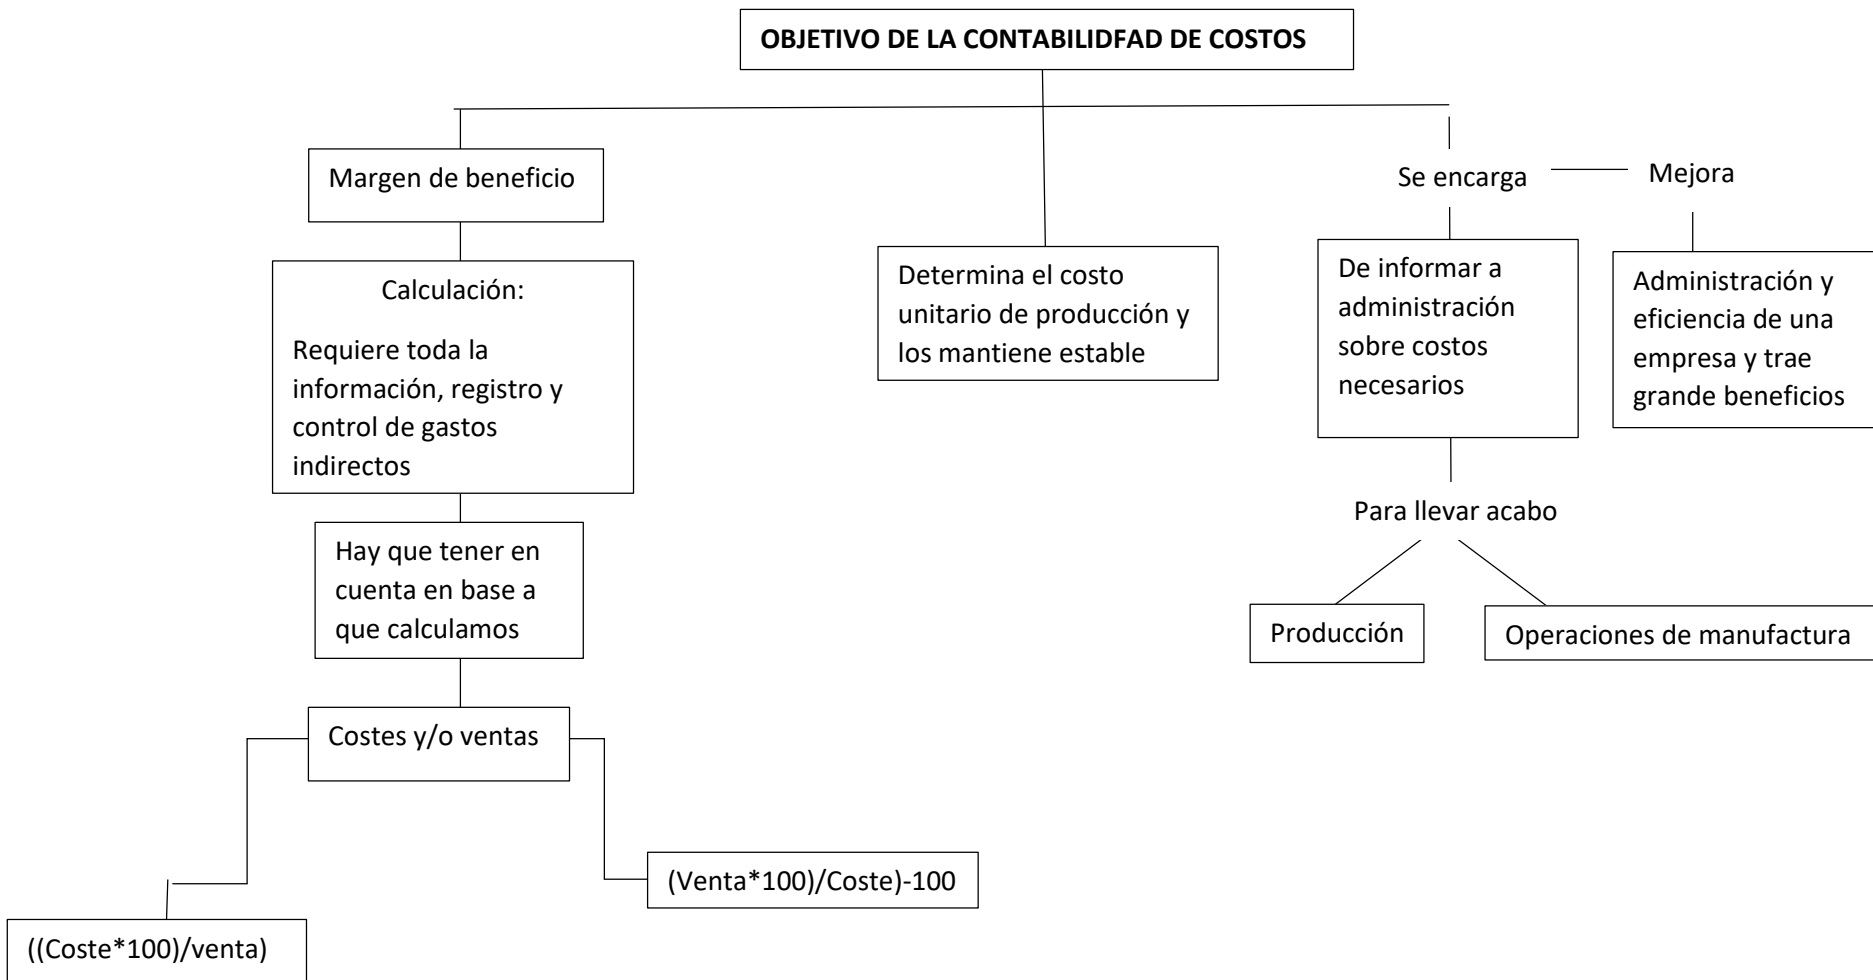 OBJETIVO DE LA CONTABILIDFAD DE COSTOS
Margen de beneficio
Calculación:
Requiere toda la
información, registro y
control de gastos
indirectos
Hay que tener en
cuenta en base a
que calculamos
Costes y/o ventas
((Coste*100)/venta)
(Venta*100)/Coste)-100
Determina el costo
unitario de producción y
los mantiene estable
Se encarga
De informar a
administración
sobre costos
necesarios
Para llevar acabo
Producción
Operaciones de manufactura
Mejora
Administración y
eficiencia de una
empresa y trae
grande beneficios